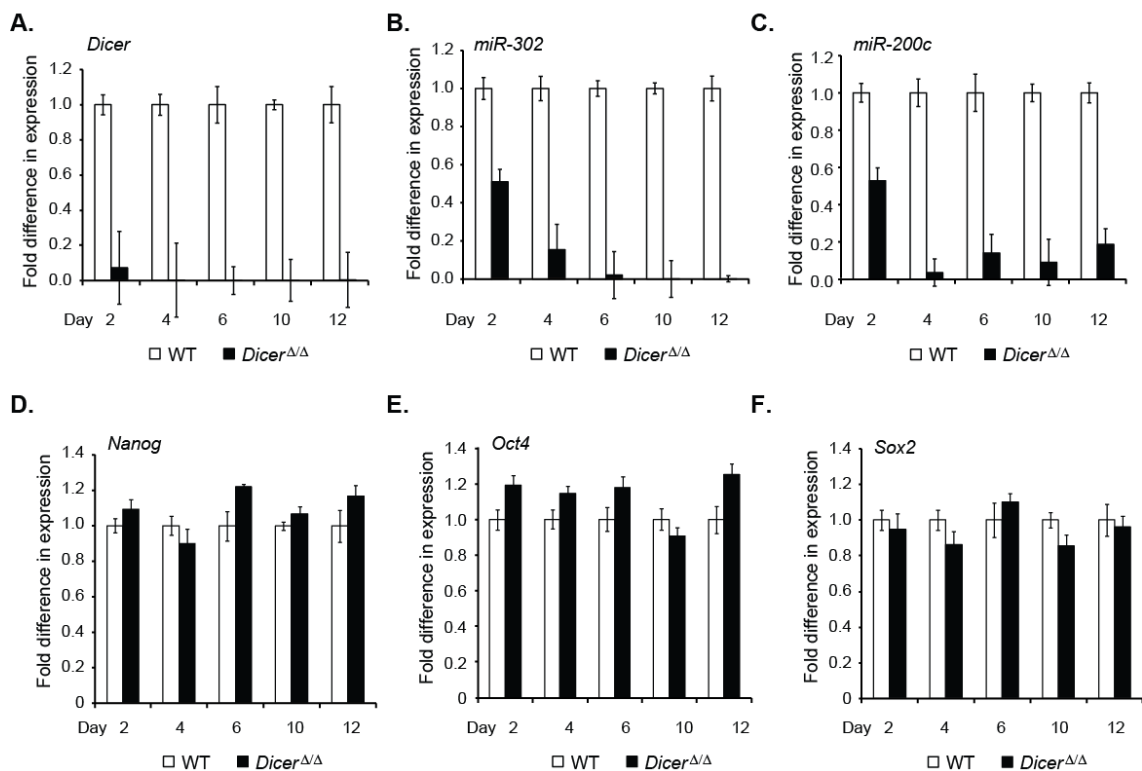 A.
Dicer
Fold difference in expression
1.2
1.0
0.8
0.6
0.4
0.2
0.0
Day 2 4 6 10 12
□ WT ■ Dicer Δ/Δ
B.
miR-302
Fold difference in expression
1.2
1.0
0.8
0.6
0.4
0.2
0.0
2 4 6 10 12
□ WT ■ Dicer Δ/Δ
C.
miR-200c
Fold difference in expression
1.2
1.0
0.8
0.6
0.4
0.2
0.0
Day 2 4 6 10 12
□ WT ■ Dicer Δ/Δ
D.
Nanog
Fold difference in expression
1.4
1.2
1.0
0.8
0.6
1.4
0.2
0
Day 2 4 6 10 12
□ WT ■ Dicer Δ/Δ
E.
Oct4
Fold difference in expression
1.4
1.2
1.0
0.8
0.6
1.4
0.2
0
Day 2 4 6 10 12
□ WT ■ Dicer Δ/Δ
F.
Sox2
Fold difference in expression
1.4
1.2
1.0
0.8
0.6
1.4
0.2
0
Day 2 4 6 10 12
□ WT ■ Dicer Δ/Δ